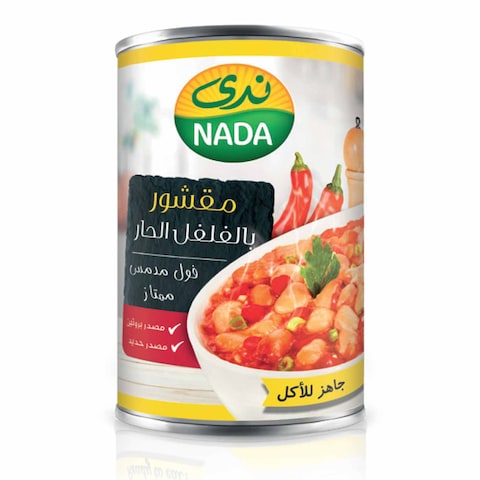 ندى
NADA
مقشور
بالفلفل الحار
فول مدمس
ممتاز
مصدر بروتين
مصدر حديد
جاهز للأكل